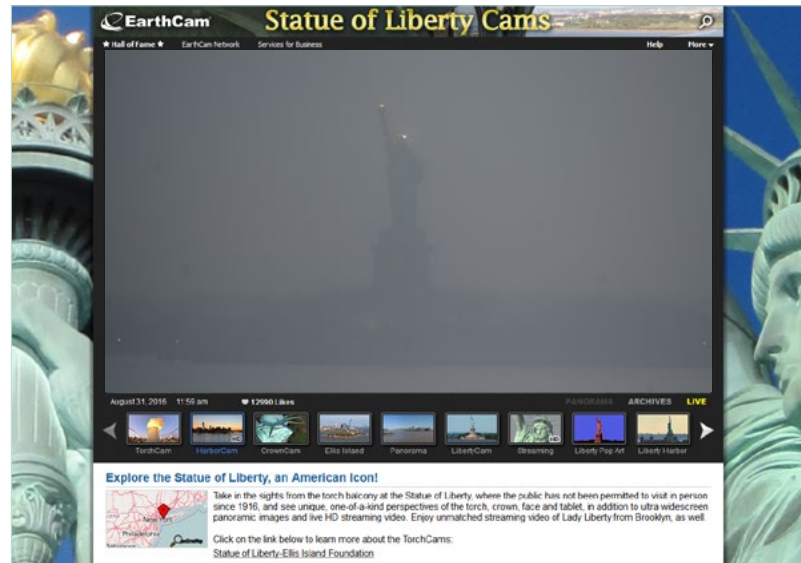 EarthCam
Statue of Liberty Cams
Hall of Fame EarthCam Network Services for Business Help More
August 31, 2016 11:59 am 12990 Likes PANORAMA ARCHIVES LIVE
TorchCam HarborCam CrownCam Ellis Island Panorama LibertyCam Streaming Liberty Pop Art Liberty Harbor
Explore the Statue of Liberty, an American Icon!
Take in the sights from the torch balcony at the Statue of Liberty, where the public has not been permitted to visit in person
since 1916, and see unique, one-of-a-kind perspectives of the torch, crown, face and tablet, in addition to ultra widescreen
panoramic images and live HD streaming video. Enjoy unmatched streaming video of Lady Liberty from Brooklyn, as well.
New York
Philadelphia
Click on the link below to learn more about the TorchCams:
Statue of Liberty-Ellis Island Foundation